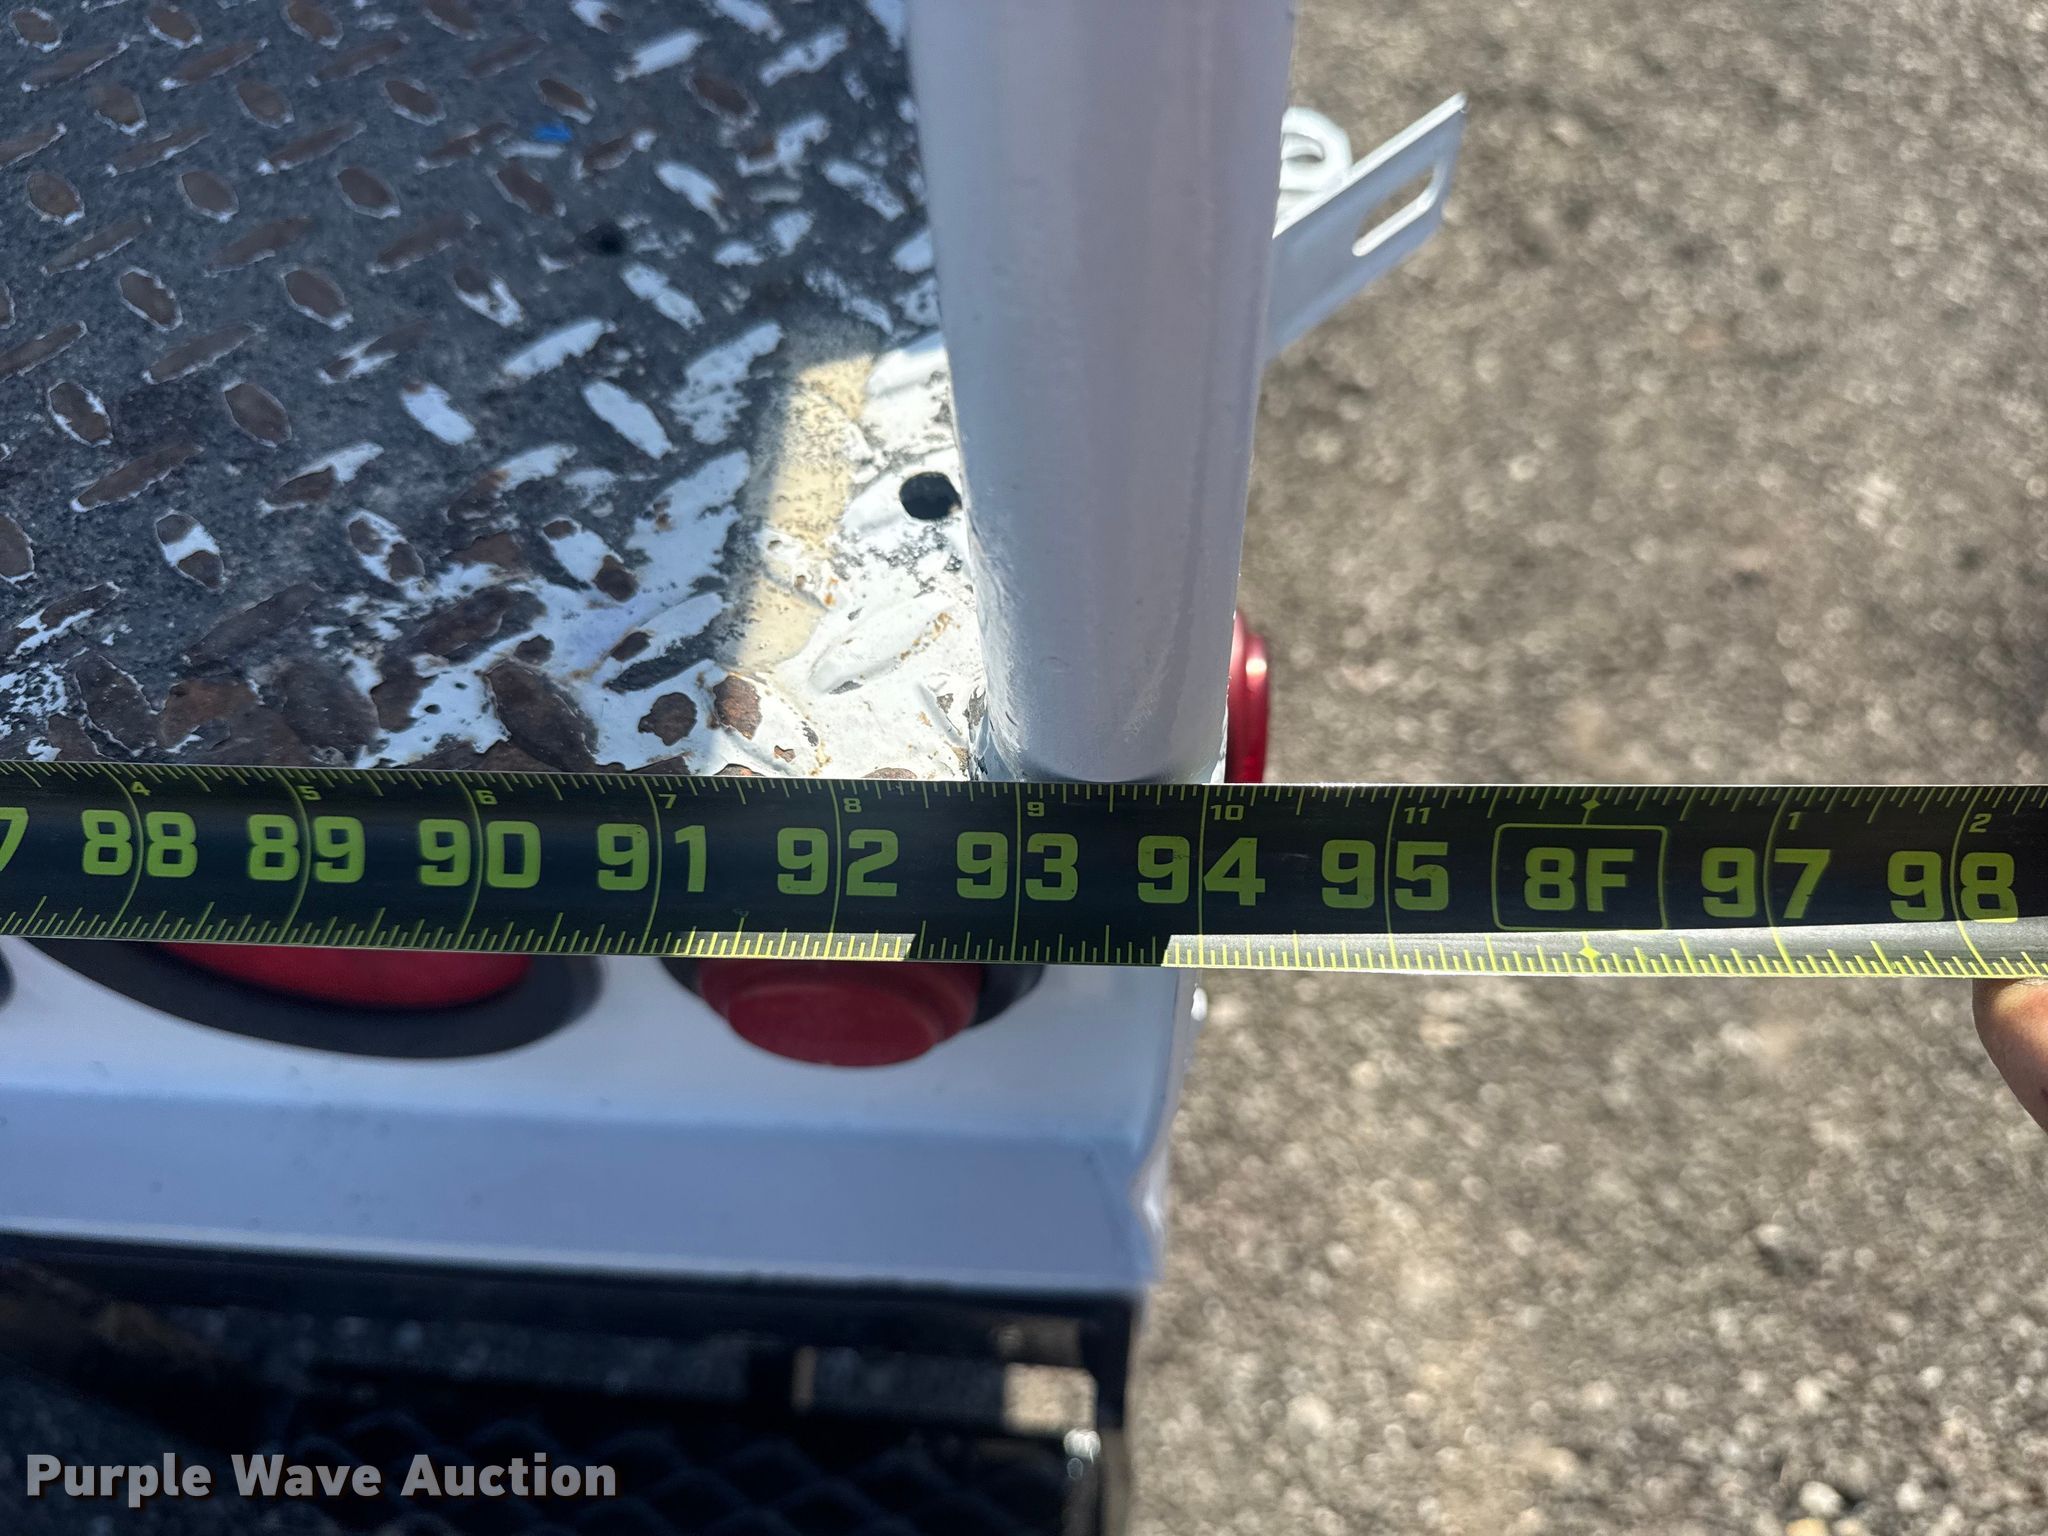 4 5 6 7 8 9 10 11 1 2
88 89 90 91 92 93 94 95 8F 97 98
Purple Wave Auction